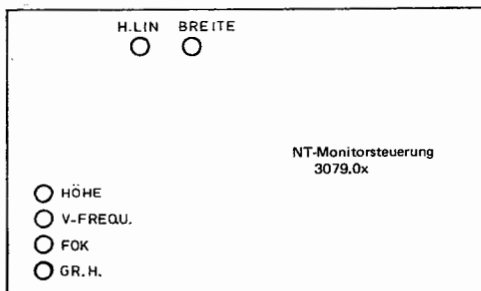 H.LIN BREITE
NT-Monitorsteuerung
3079.0x
HÖHE
V-FREQU.
FOK
GR.H.